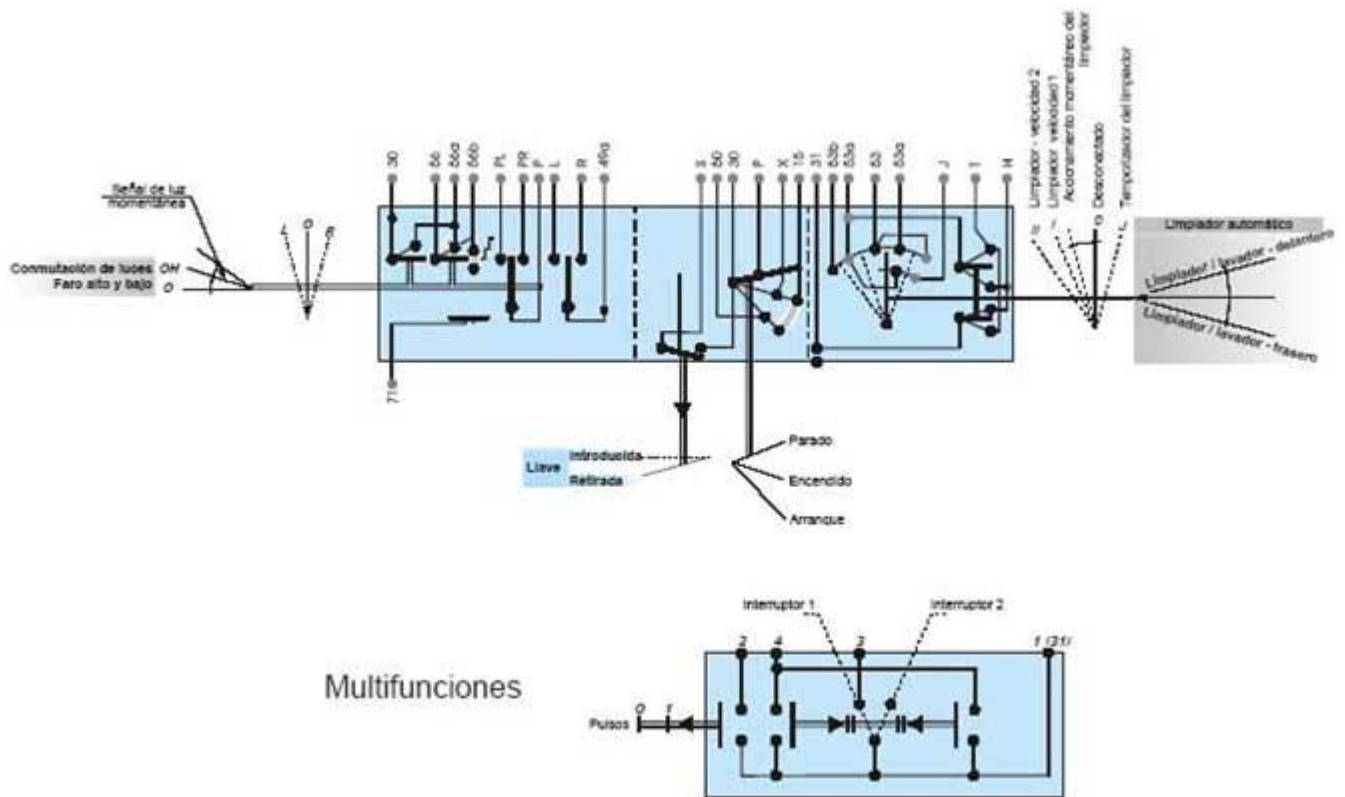 Limpiador - velocidad 2
Limpiador velocidad 1
Accionamiento momentáneo del
limpiador
Desconectado
Temporizador del limpiador
30
56
56a
56b
PL
PR
P
L
R
49a
S
50
30
P
X
15
31
53b
53a
53
53a
J
T
H
Señal de luz
momentánea
L
O
R
Conmutación de luces
Faro alto y bajo
OH
O
II
I
O
L
Limpiador automático
Limpiador / lavador - delantero
Limpiador / lavador - trasero
71
Llave
Introducida
Retirada
Parado
Encendido
Arranque
Interruptor 1
Interruptor 2
2
4
3
1 (31)
Multifunciones
Pulsos
0
1